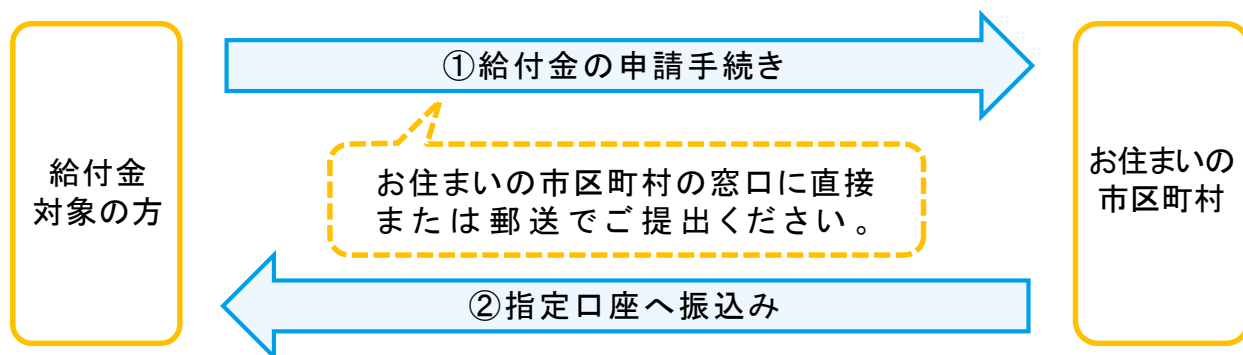 ①給付金の申請手続き
給付金
対象の方
お住まいの市区町村の窓口に直接
または郵送でご提出ください。
お住まいの
市区町村
②指定口座へ振込み